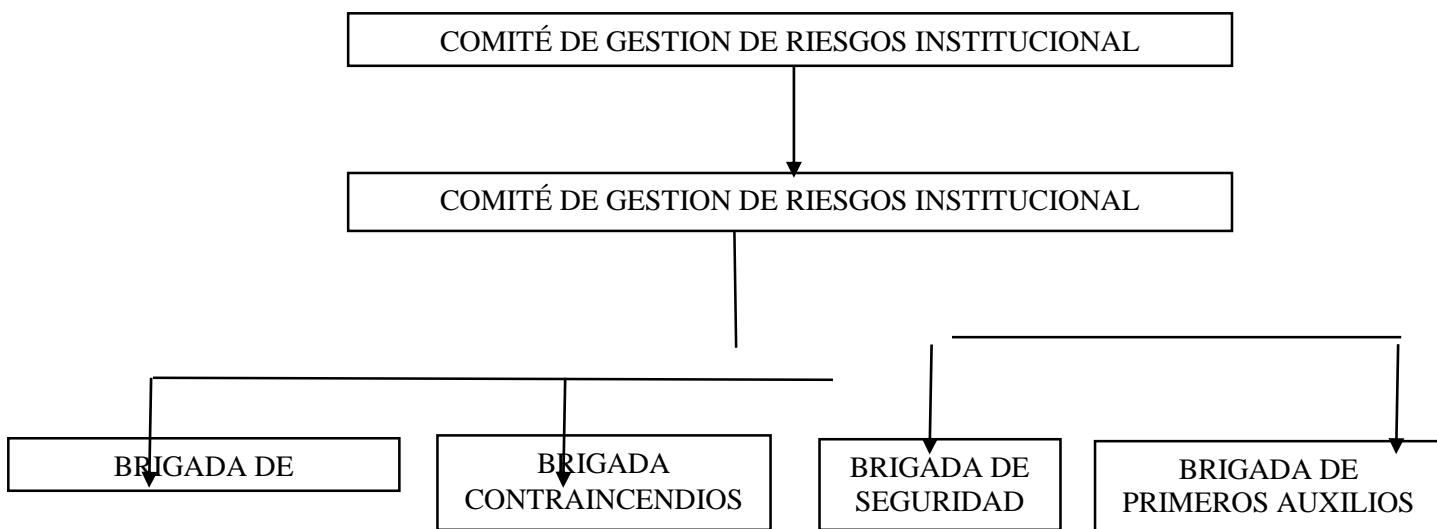 COMITÉ DE GESTION DE RIESGOS INSTITUCIONAL
COMITÉ DE GESTION DE RIESGOS INSTITUCIONAL
BRIGADA DE
BRIGADA
CONTRAINCENDIOS
BRIGADA DE
SEGURIDAD
BRIGADA DE
PRIMEROS AUXILIOS